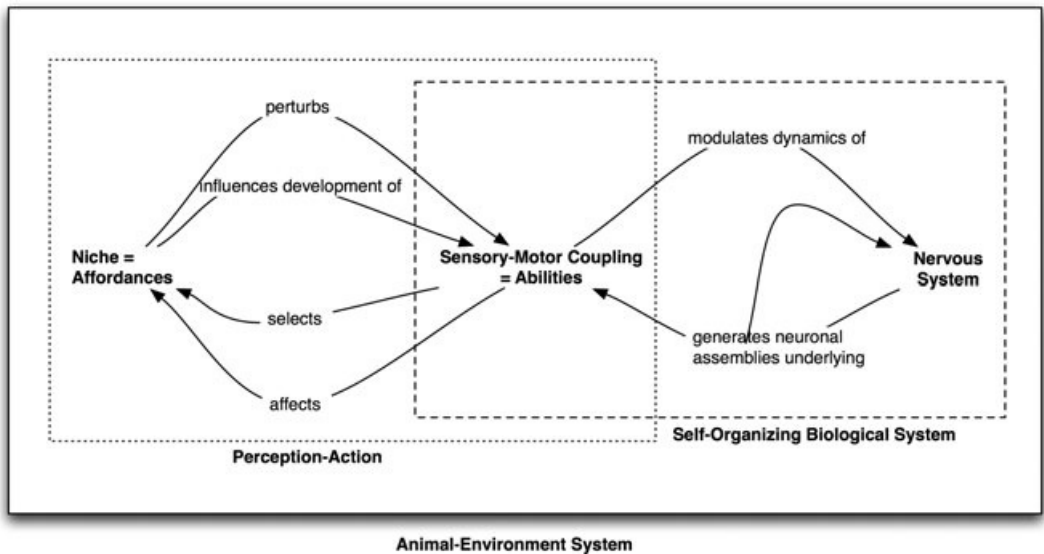 perturbs
modulates dynamics of
influences development of
Niche =
Affordances
Sensory-Motor Coupling
= Abilities
Nervous
System
selects
generates neuronal
assemblies underlying
affects
Self-Organizing Biological System
Perception-Action
Animal-Environment System